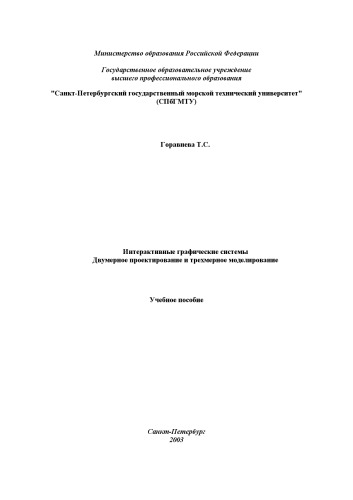 Министерство образования Российской Федерации
Государственное образовательное учреждение
высшего профессионального образования
"Санкт-Петербургский государственный морской технический университет"
(СПбГМТУ)
Горавнева Т.С.
Интерактивные графические системы
Двумерное проектирование и трехмерное моделирование
Учебное пособие
Санкт-Петербург
2003